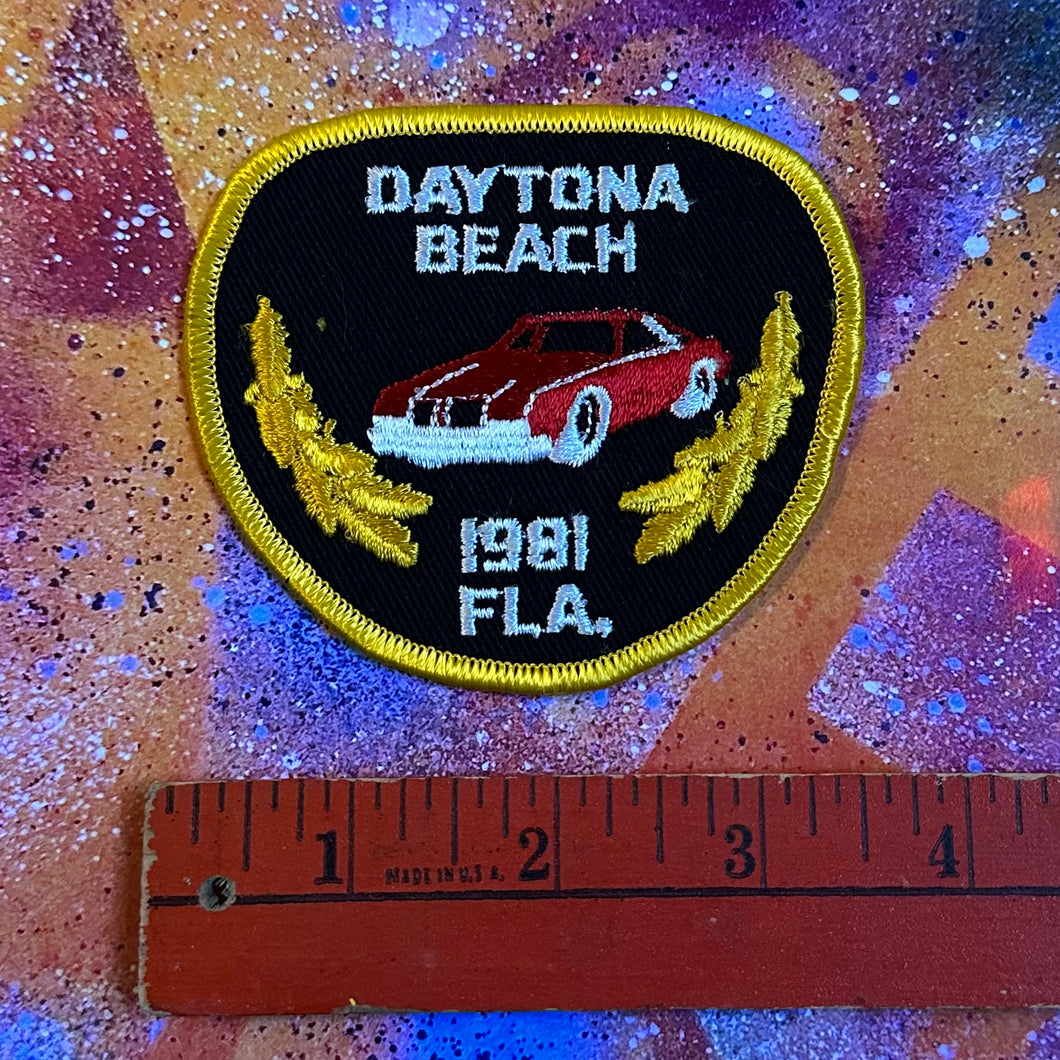 DAYTONA
BEACH
1981
FLA.
1 2 3 4
MADE IN U.S.A.